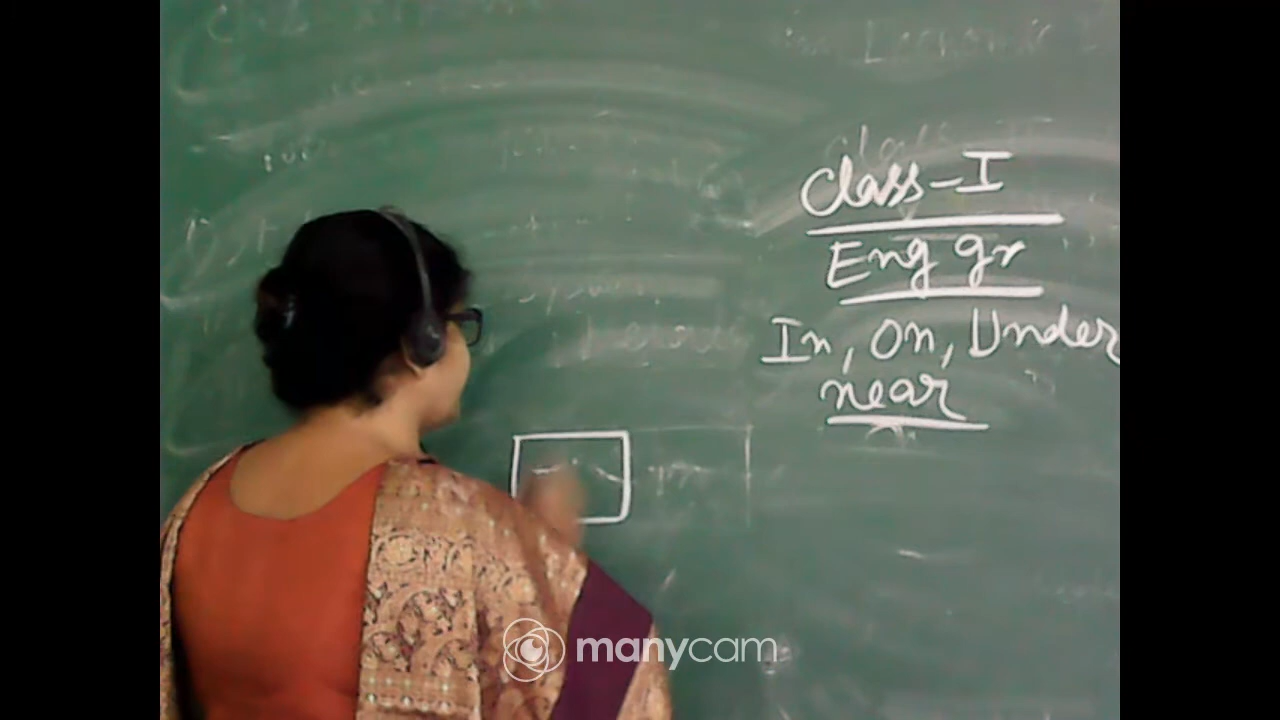 Class-I
Eng gr
In, On, Under
near
manycam